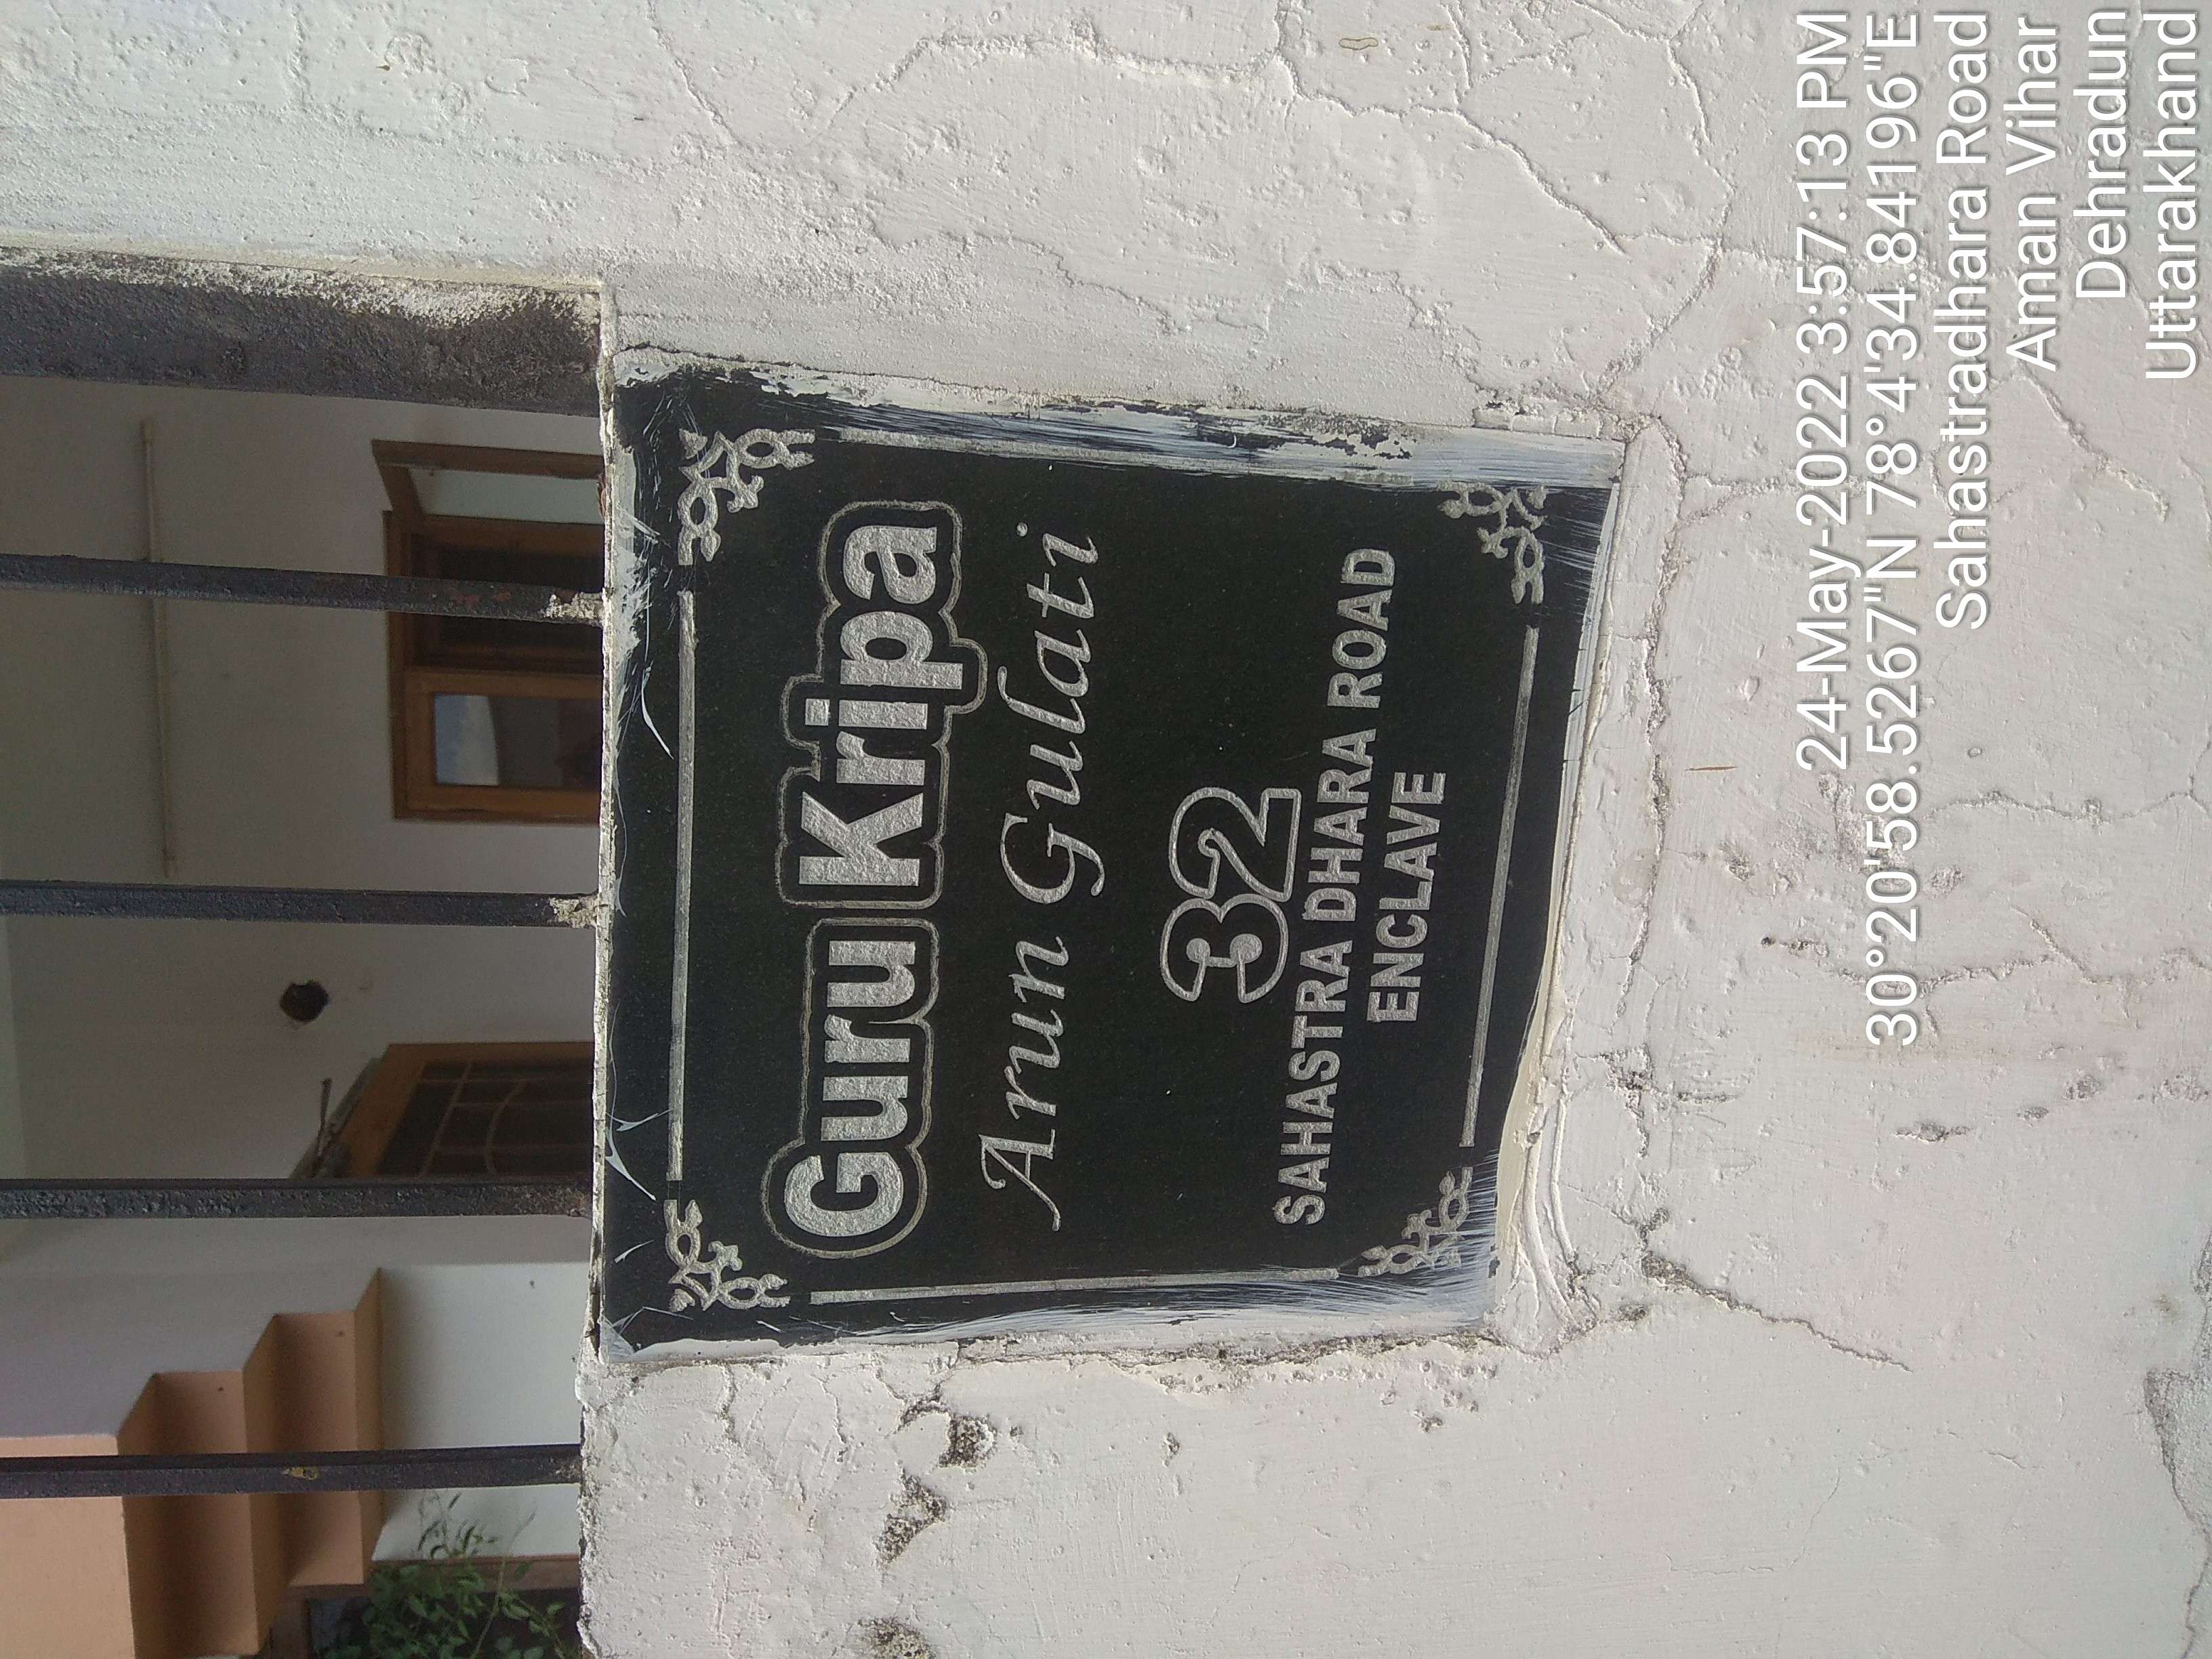 Guru Kripa
Arun Gulati
32
SAHASTRA DHARA ROAD
ENCLAVE
24-May-2022 3:57:13 PM
30°20'58.5267"N 78°4'34.84196"E
Sahastradhara Road
Aman Vihar
Dehradun
Uttarakhand